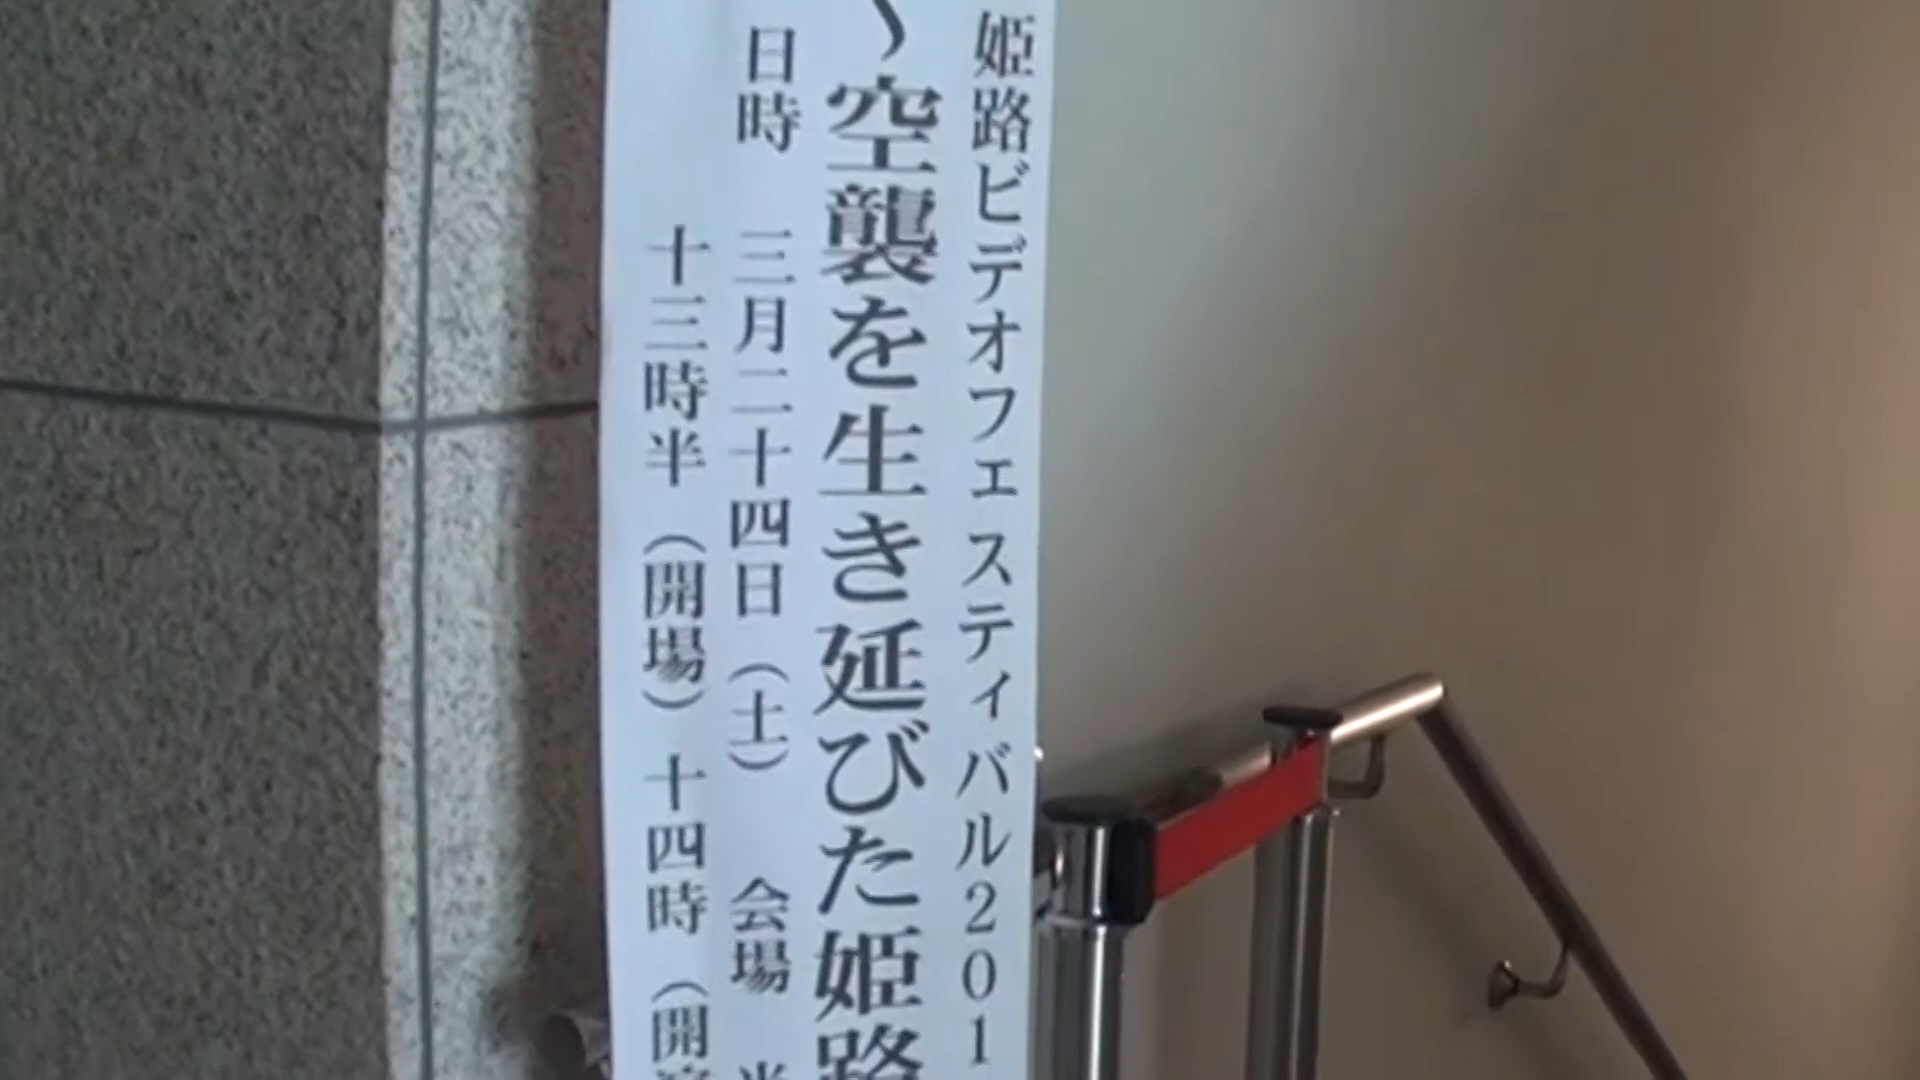 姫路ビデオフェスティバル201
〜空襲を生き延びた姫路
日時 三月二十四日（土） 会場
十三時半（開場） 十四時（開